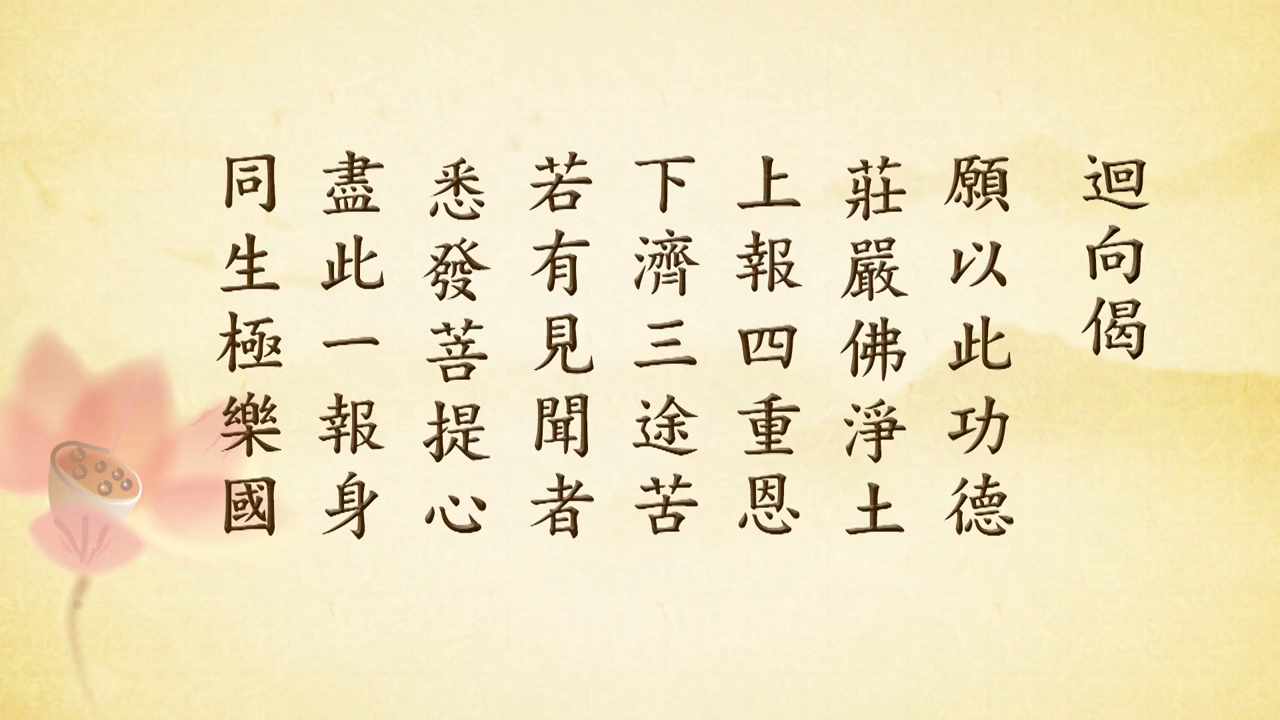 迴向偈
願以此功德
莊嚴佛淨土
上報四重恩
下濟三途苦
若有見聞者
悉發菩提心
盡此一報身
同生極樂國